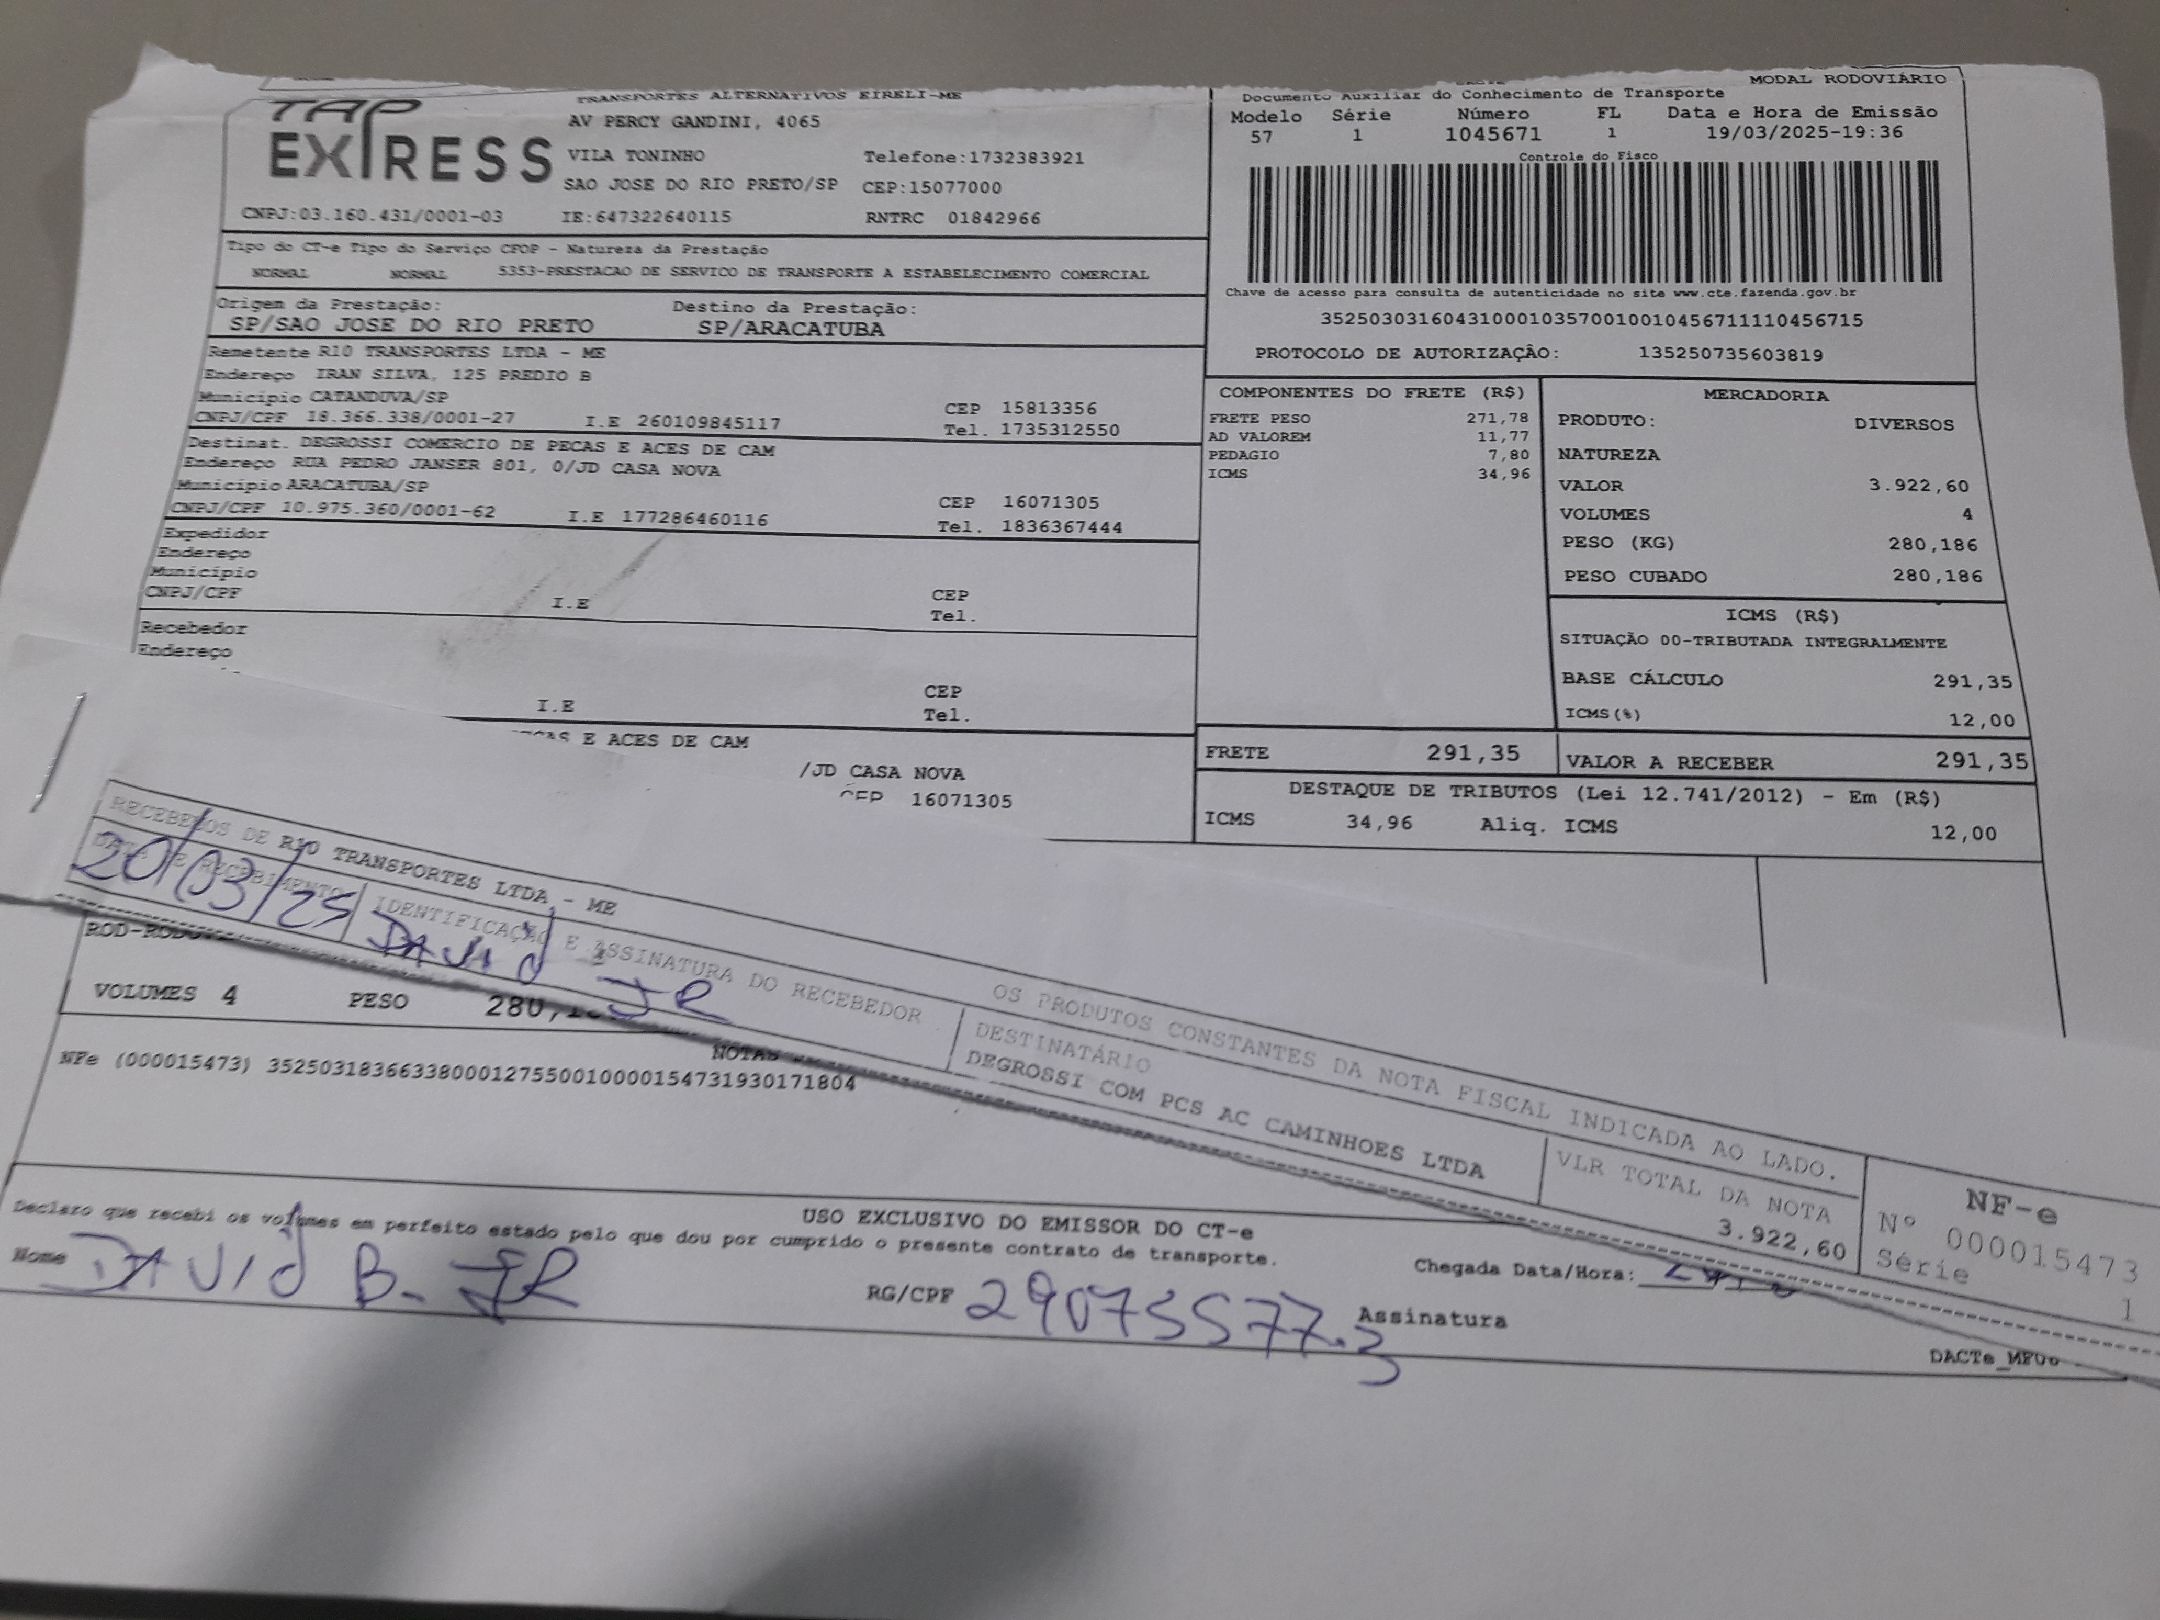 MODAL RODOVIÁRIO
TAP EXPRESS
TRANSPORTES ALTERNATIVOS EIRELI-ME
AV PERCY GANDINI, 4065
VILA TONINHO Telefone:1732383921
SAO JOSE DO RIO PRETO/SP CEP:15077000
CNPJ:03.160.431/0001-03 IE:647322640115 RNTRC 01842966
Documento Auxiliar do Conhecimento de Transporte
Modelo Série Número FL Data e Hora de Emissão
57 1 1045671 1 19/03/2025-19:36
Controle do Fisco
Chave de acesso para consulta de autenticidade no site www.cte.fazenda.gov.br
35250303160431000103570010010456711110456715
PROTOCOLO DE AUTORIZAÇÃO: 135250735603819
Tipo do CT-e Tipo do Serviço CFOP - Natureza da Prestação
NORMAL NORMAL 5353-PRESTACAO DE SERVICO DE TRANSPORTE A ESTABELECIMENTO COMERCIAL
Origem da Prestação: Destino da Prestação:
SP/SAO JOSE DO RIO PRETO SP/ARACATUBA
Remetente R10 TRANSPORTES LTDA - ME
Endereço IRAN SILVA, 125 PREDIO B
Município CATANDUVA/SP CEP 15813356
CNPJ/CPF 18.366.338/0001-27 I.E 260109845117 Tel. 1735312550
Destinat. DEGROSSI COMERCIO DE PECAS E ACES DE CAM
Endereço RUA PEDRO JANSER 801, 0/JD CASA NOVA
Município ARACATUBA/SP CEP 16071305
CNPJ/CPF 10.975.360/0001-62 I.E 177286460116 Tel. 1836367444
Expedidor
Endereço
Município CEP
CNPJ/CPF I.E Tel.
Recebedor
Endereço
CEP
I.E Tel.
E ACES DE CAM
/JD CASA NOVA
CEP 16071305
COMPONENTES DO FRETE (R$)
FRETE PESO 271,78
AD VALOREM 11,77
PEDAGIO 7,80
ICMS 34,96
MERCADORIA
PRODUTO: DIVERSOS
NATUREZA
VALOR 3.922,60
VOLUMES 4
PESO (KG) 280,186
PESO CUBADO 280,186
ICMS (R$)
SITUAÇÃO 00-TRIBUTADA INTEGRALMENTE
BASE CÁLCULO 291,35
ICMS(%) 12,00
FRETE 291,35 VALOR A RECEBER 291,35
DESTAQUE DE TRIBUTOS (Lei 12.741/2012) - Em (R$)
ICMS 34,96 Aliq. ICMS 12,00
RECEBEMOS DE R10 TRANSPORTES LTDA - ME OS PRODUTOS CONSTANTES DA NOTA FISCAL INDICADA AO LADO.
DATA DE RECEBIMENTO IDENTIFICAÇÃO E ASSINATURA DO RECEBEDOR
20/03/25 DAVID JR
DESTINATÁRIO
DEGROSSI COM PCS AC CAMINHOES LTDA
VLR TOTAL DA NOTA
3.922,60
NF-e
Nº 000015473
Série 1
VOLUMES 4 PESO
NOTAS
NFe (000015473) 35250318366338000127550010000154731930171804
USO EXCLUSIVO DO EMISSOR DO CT-e
Declaro que recebi os volumes em perfeito estado pelo que dou por cumprido o presente contrato de transporte.
Nome DAVID B. JR RG/CPF 29073577.3 Assinatura
Chegada Data/Hora: